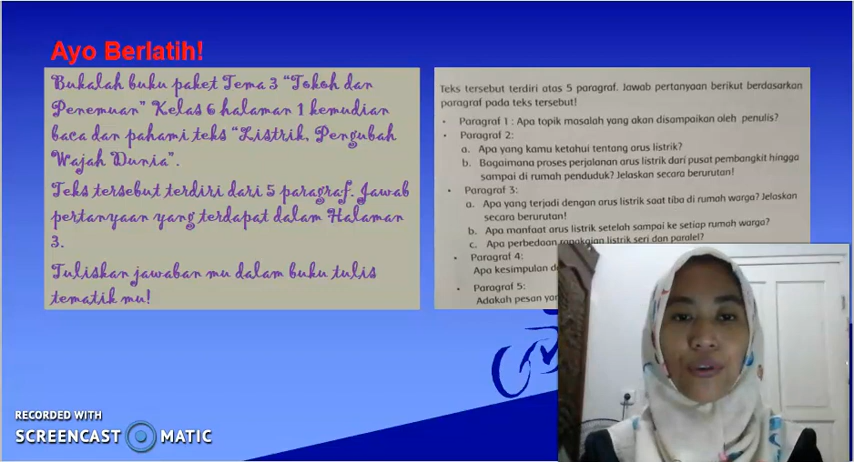 Ayo Berlatih!
Bukalah buku paket Tema 3 "Tokoh dan
Penemuan" Kelas 6 halaman 1 kemudian
baca dan pahami teks "Listrik, Pengubah
Wajah Dunia".
Teks tersebut terdiri dari 5 paragraf. Jawab
pertanyaan yang terdapat dalam Halaman
3.
Tuliskan jawaban mu dalam buku tulis
tematik mu!
Teks tersebut terdiri atas 5 paragraf. Jawab pertanyaan berikut berdasarkan
paragraf pada teks tersebut!
• Paragraf 1 : Apa topik masalah yang akan disampaikan oleh penulis?
• Paragraf 2:
a. Apa yang kamu ketahui tentang arus listrik?
b. Bagaimana proses perjalanan arus listrik dari pusat pembangkit hingga
sampai di rumah penduduk? Jelaskan secara berurutan!
• Paragraf 3:
a. Apa yang terjadi dengan arus listrik saat tiba di rumah warga? Jelaskan
secara berurutan!
b. Apa manfaat arus listrik setelah sampai ke setiap rumah warga?
c. Apa perbedaan rangkaian listrik seri dan paralel?
• Paragraf 4:
Apa kesimpulan
• Paragraf 5:
Adakah pesan
RECORDED WITH
SCREENCAST MATIC